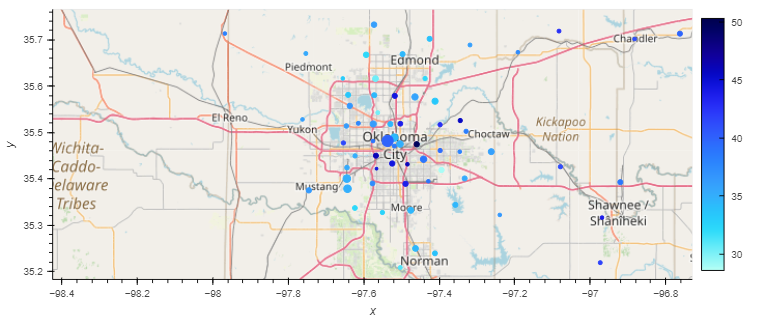 35.7
35.6
35.5
35.4
35.3
35.2
y
Chandler
Edmond
Piedmont
El Reno
Yukon
Oklahoma
City
Choctaw
Kickapoo
Nation
Wichita-
Caddo-
elaware
Tribes
Mustang
Moore
Shawnee /
Shaniheki
Norman
−98.4
−98.2
−98
−97.8
−97.6
−97.4
−97.2
−97
−96.8
x
50
45
40
35
30